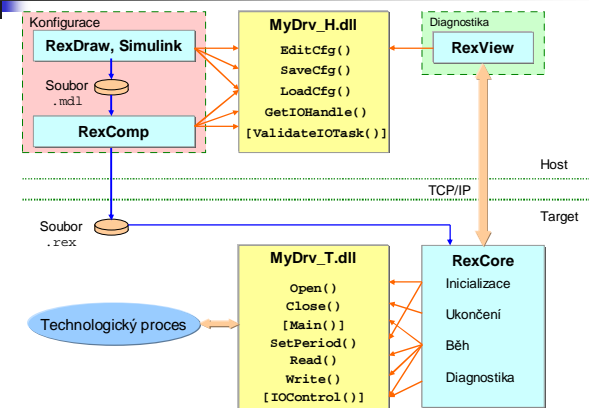 Konfigurace
RexDraw, Simulink
Soubor
.mdl
RexComp
MyDrv_H.dll
EditCfg()
SaveCfg()
LoadCfg()
GetIOHandle()
[ValidateIOTask()]
Diagnostika
RexView
Host
TCP/IP
Target
Soubor
.rex
MyDrv_T.dll
Open()
Close()
[Main()]
SetPeriod()
Read()
Write()
[IOControl()]
Technologický proces
RexCore
Inicializace
Ukončení
Běh
Diagnostika